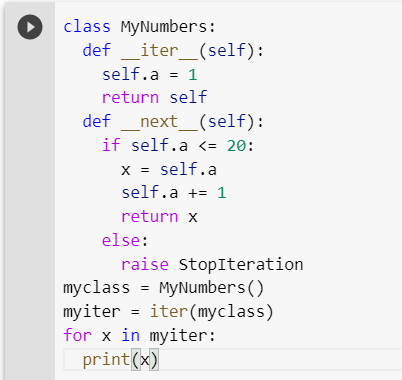 class MyNumbers:
  def __iter__(self):
    self.a = 1
    return self
  def __next__(self):
    if self.a <= 20:
      x = self.a
      self.a += 1
      return x
    else:
      raise StopIteration
myclass = MyNumbers()
myiter = iter(myclass)
for x in myiter:
  print(x)